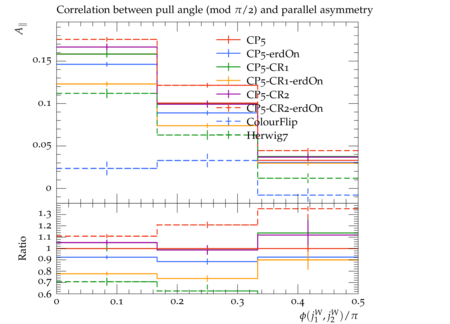 Correlation between pull angle (mod π/2) and parallel asymmetry
A∥
0.15
0.1
0.05
0
CP5
CP5-erdOn
CP5-CR1
CP5-CR1-erdOn
CP5-CR2
CP5-CR2-erdOn
ColourFlip
Herwig7
Ratio
1.3
1.2
1.1
1
0.9
0.8
0.7
0.6
0 0.1 0.2 0.3 0.4 0.5
ϕ(j₁ᵂ, j₂ᵂ)/π